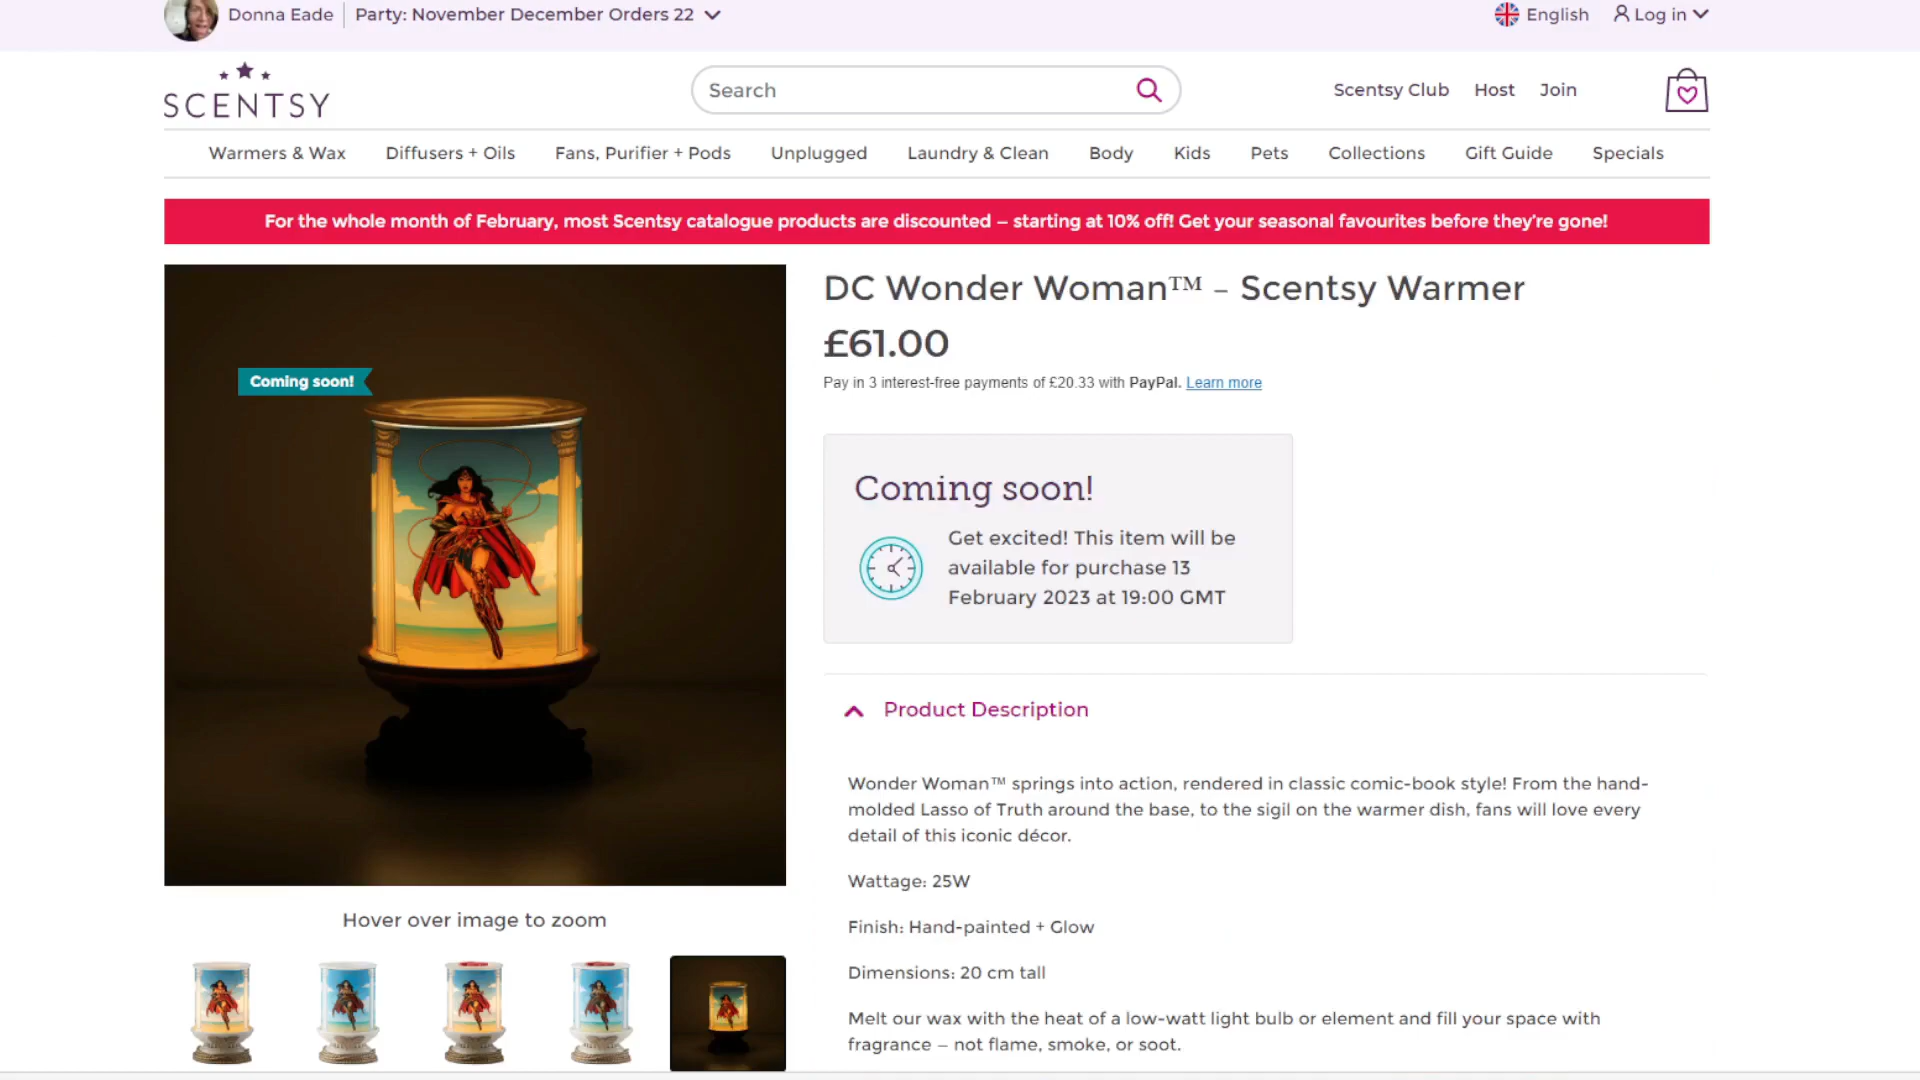 Donna Eade
Party: November December Orders 22
English
Log in
SCENTSY
Search
Scentsy Club
Host
Join
Warmers & Wax
Diffusers + Oils
Fans, Purifier + Pods
Unplugged
Laundry & Clean
Body
Kids
Pets
Collections
Gift Guide
Specials
For the whole month of February, most Scentsy catalogue products are discounted – starting at 10% off! Get your seasonal favourites before they're gone!
Coming soon!
DC Wonder Woman™ – Scentsy Warmer
£61.00
Pay in 3 interest-free payments of £20.33 with PayPal. Learn more
Coming soon!
Get excited! This item will be
available for purchase 13
February 2023 at 19:00 GMT
Product Description
Wonder Woman™ springs into action, rendered in classic comic-book style! From the hand-
molded Lasso of Truth around the base, to the sigil on the warmer dish, fans will love every
detail of this iconic décor.
Wattage: 25W
Finish: Hand-painted + Glow
Dimensions: 20 cm tall
Melt our wax with the heat of a low-watt light bulb or element and fill your space with
fragrance – not flame, smoke, or soot.
Hover over image to zoom